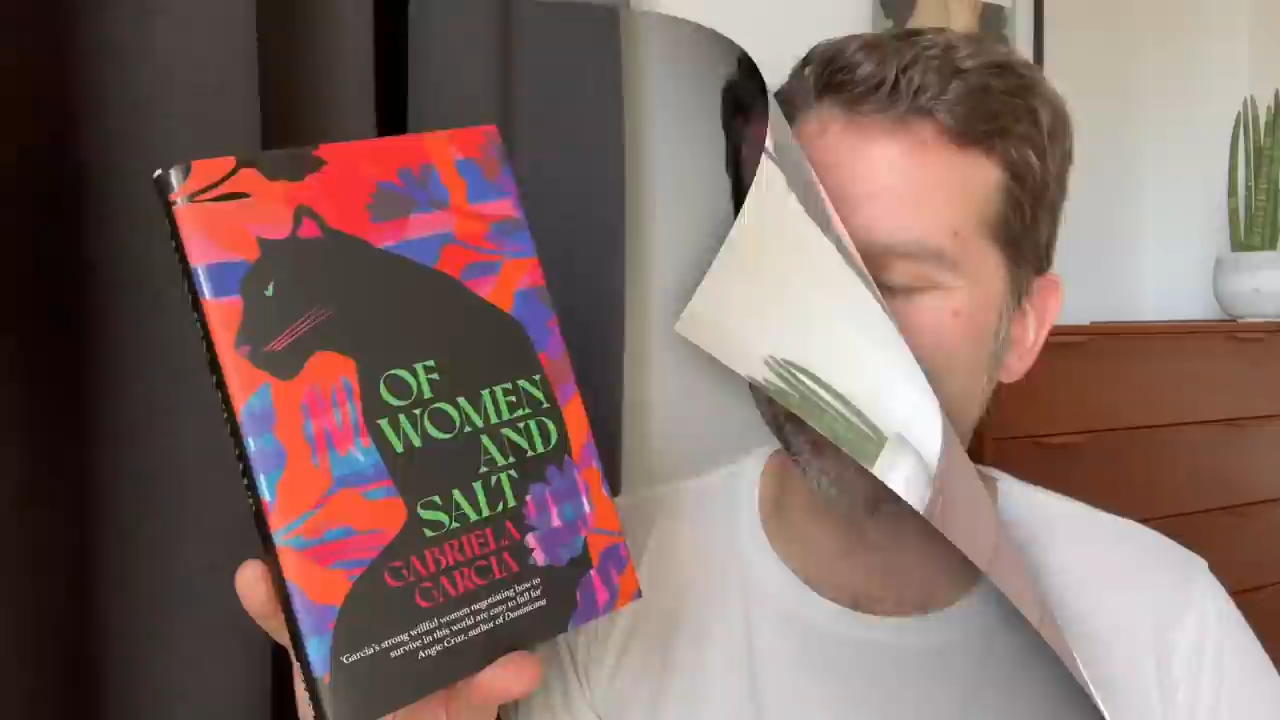 OF
WOMEN
AND
SALT
GABRIELA
GARCIA
'Garcia's strong willful women negotiating how to
survive in this world are easy to fall for'
Angie Cruz, author of Dominicana